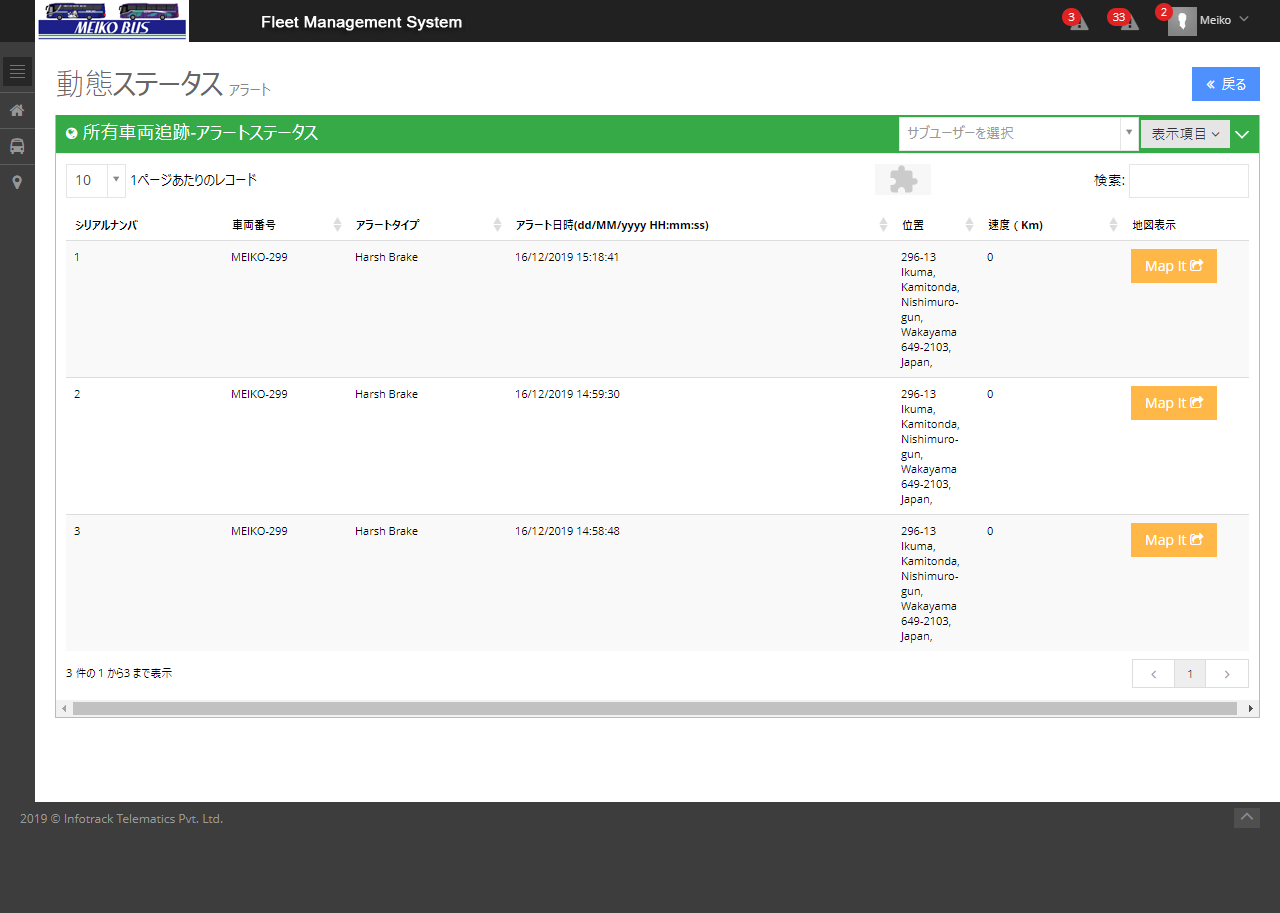 MEIKO BUS
Fleet Management System
3
33
2
Meiko
動態ステータス アラート
« 戻る
所有車両追跡-アラートステータス
サブユーザーを選択
表示項目
10 1ページあたりのレコード
検索:
シリアルナンバ 車両番号 アラートタイプ アラート日時(dd/MM/yyyy HH:mm:ss) 位置 速度 ( Km) 地図表示
1 MEIKO-299 Harsh Brake 16/12/2019 15:18:41 296-13 0 Map It
Ikuma,
Kamitonda,
Nishimuro-
gun,
Wakayama
649-2103,
Japan,
2 MEIKO-299 Harsh Brake 16/12/2019 14:59:30 296-13 0 Map It
Ikuma,
Kamitonda,
Nishimuro-
gun,
Wakayama
649-2103,
Japan,
3 MEIKO-299 Harsh Brake 16/12/2019 14:58:48 296-13 0 Map It
Ikuma,
Kamitonda,
Nishimuro-
gun,
Wakayama
649-2103,
Japan,
3 件の 1 から3 まで表示
1
2019 © Infotrack Telematics Pvt. Ltd.